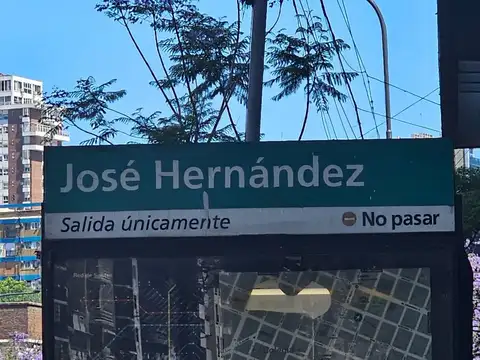 José Hernández
Salida únicamente
No pasar